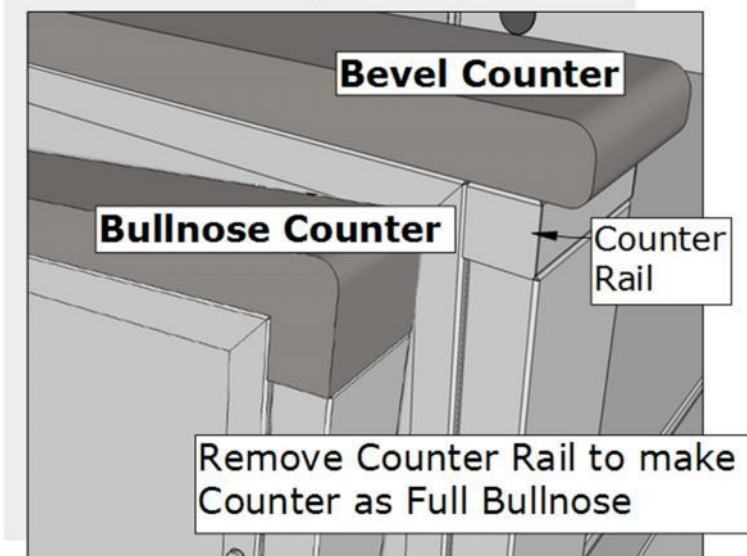 Bevel Counter
Bullnose Counter
Counter
Rail
Remove Counter Rail to make
Counter as Full Bullnose